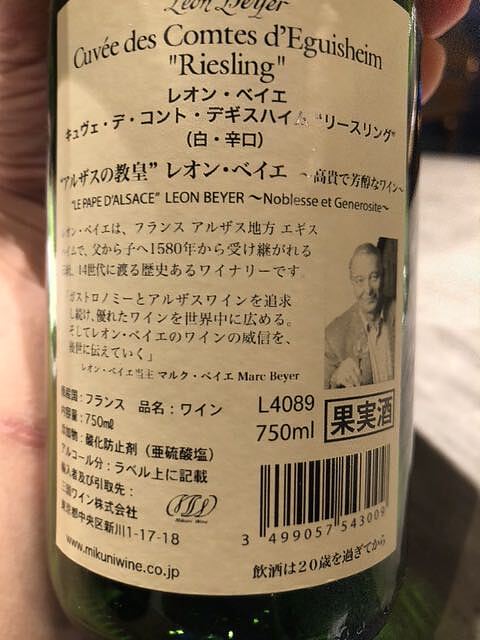 Léon Beyer
Cuvée des Comtes d'Eguisheim
"Riesling"
レオン・ベイエ
キュヴェ・デ・コント・デギスハイム "リースリング"
(白・辛口)
"アルザスの教皇" レオン・ベイエ ～高貴で芳醇なワイン～
"LE PAPE D'ALSACE" LEON BEYER ～Noblesse et Generosite～
レオン・ベイエは、フランス アルザス地方 エギス
ハイムで、父から子へ1580年から受け継がれる
14世代に渡る歴史あるワイナリーです。
「ガストロノミーとアルザスワインを追求
し続け、優れたワインを世界中に広める。
そしてレオン・ベイエのワインの威信を、
後世に伝えていく」
レオン・ベイエ当主 マルク・ベイエ Marc Beyer
原産国：フランス 品名：ワイン
L4089
内容量：750㎖
750ml
果実酒
添加物：酸化防止剤（亜硫酸塩）
アルコール分：ラベル上に記載
輸入者及び引取先：
三国ワイン株式会社
Mikuni Wine
東京都中央区新川1-17-18
3 499057 543009
www.mikuniwine.co.jp
飲酒は20歳を過ぎてから